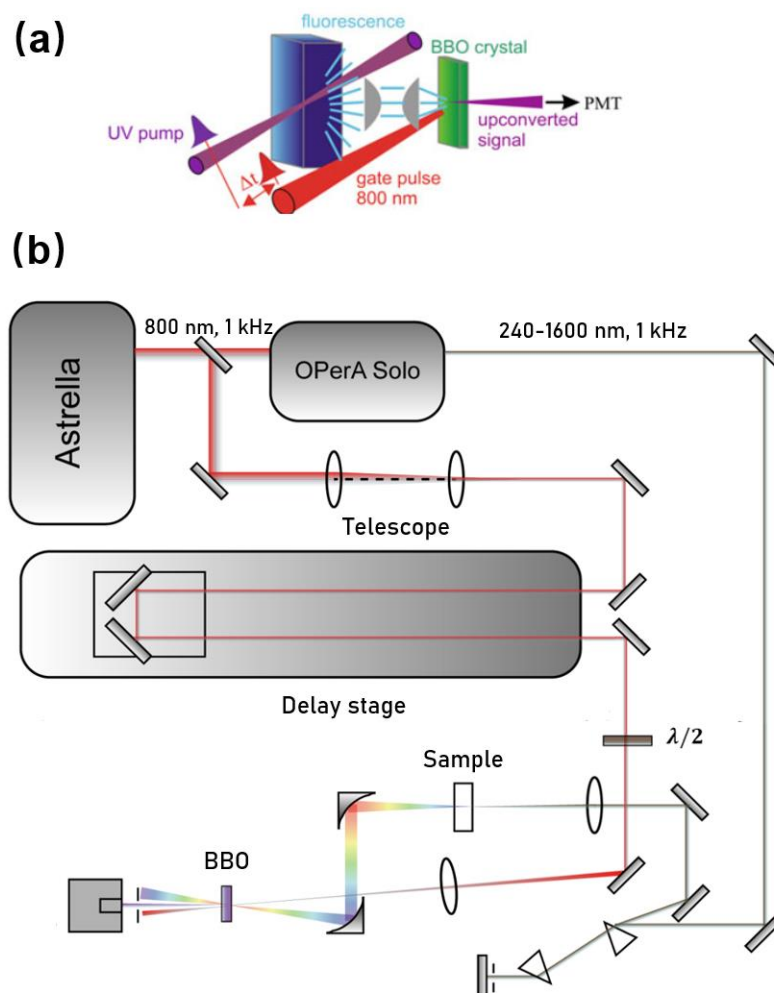 (a)
fluorescence
BBO crystal
UV pump
PMT
upconverted
signal
Δt
gate pulse
800 nm
(b)
800 nm, 1 kHz
240-1600 nm, 1 kHz
Astrella
OPerA Solo
Telescope
Delay stage
λ/2
Sample
BBO